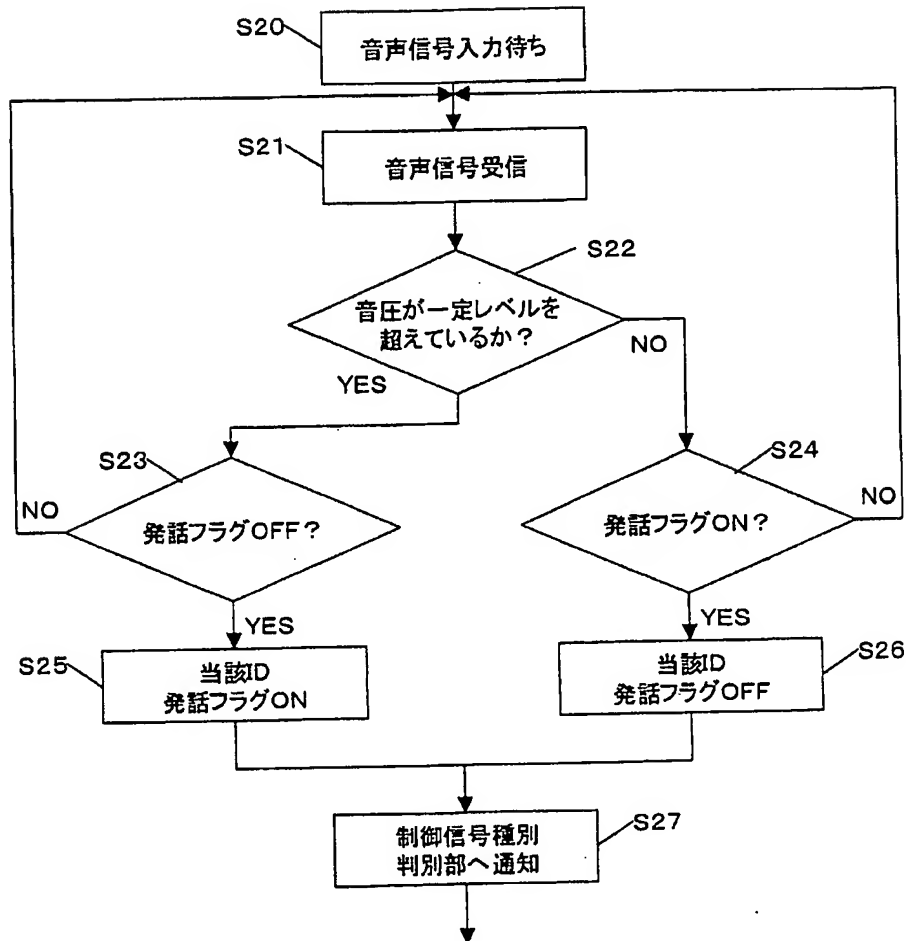 S20
音声信号入力待ち
S21
音声信号受信
S22
音圧が一定レベルを
超えているか？
YES
NO
S23
発話フラグOFF？
NO
YES
S24
発話フラグON？
NO
YES
S25
当該ID
発話フラグON
S26
当該ID
発話フラグOFF
制御信号種別
判別部へ通知
S27